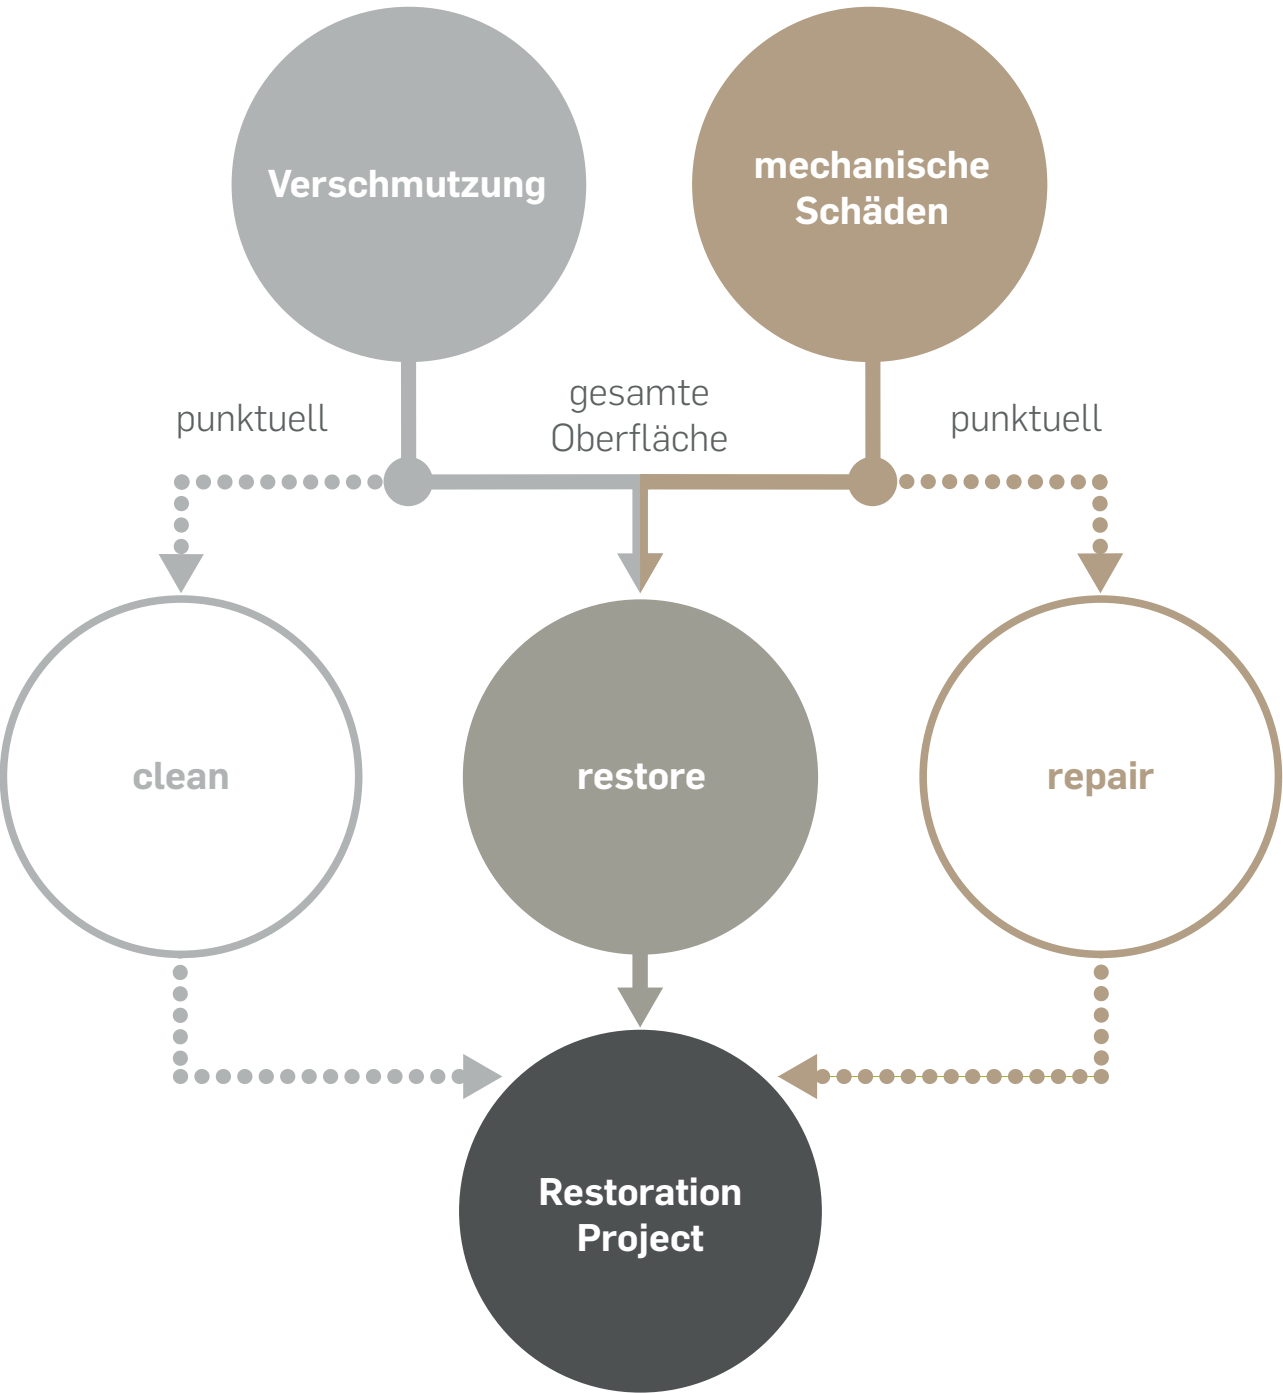 Verschmutzung
mechanische
Schäden
punktuell
gesamte
Oberfläche
punktuell
clean
restore
repair
Restoration
Project